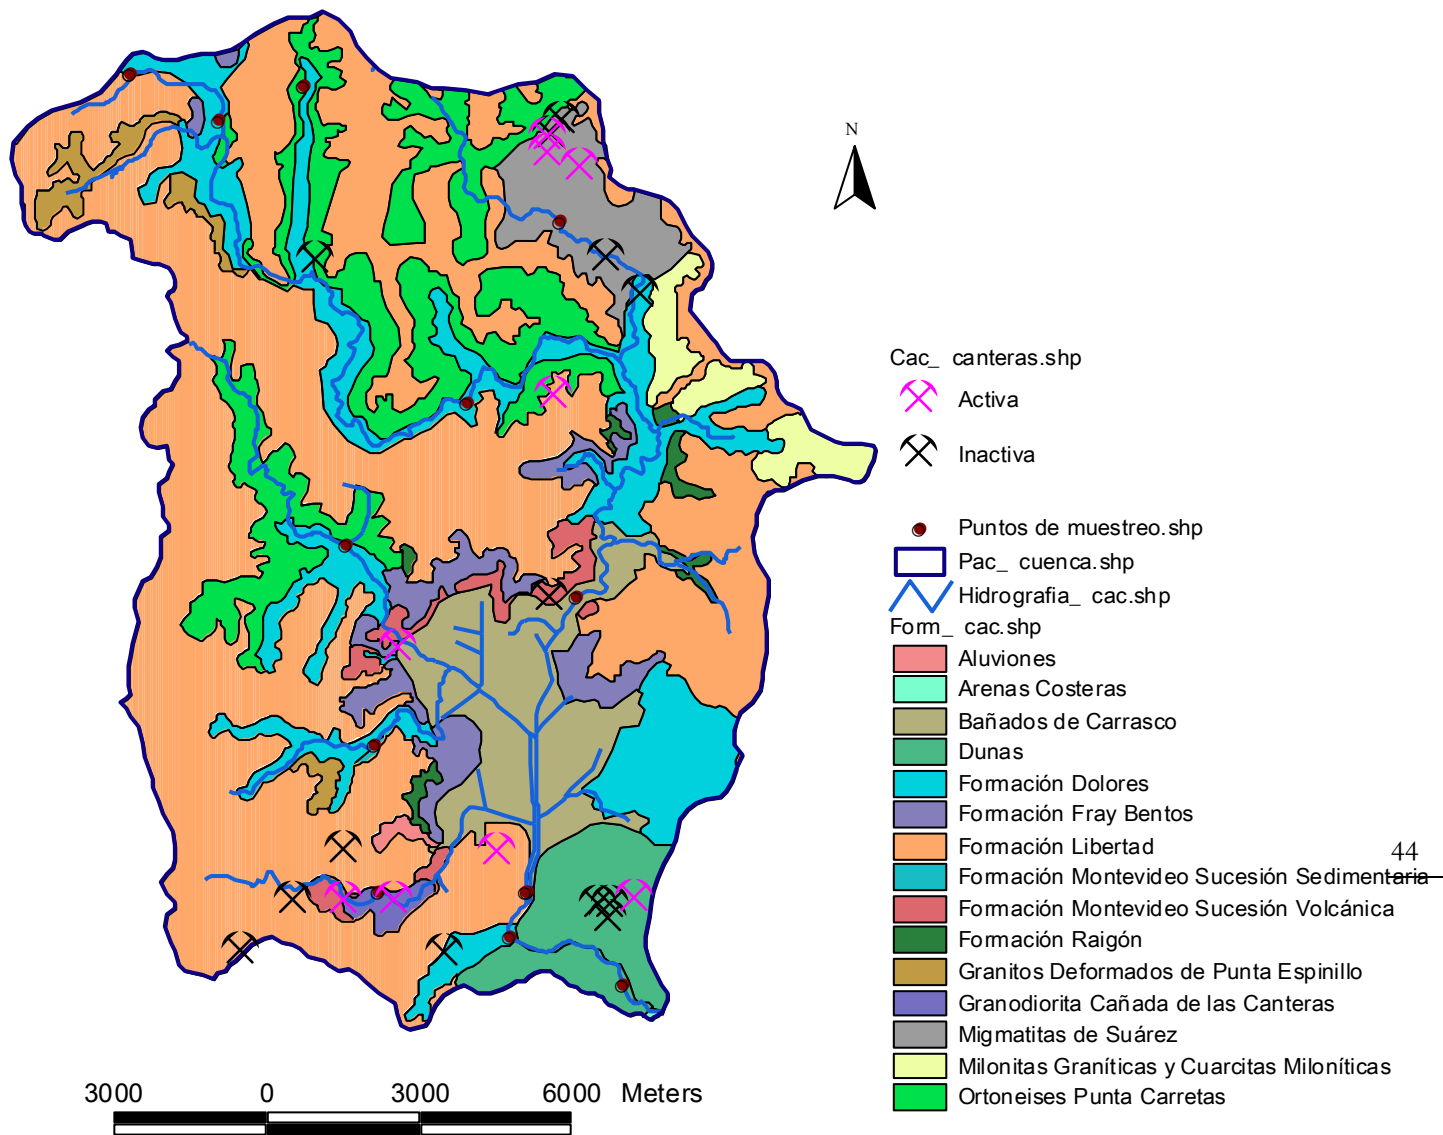 N
Cac_ canteras.shp
Activa
Inactiva
Puntos de muestreo.shp
Pac_ cuenca.shp
Hidrografia_ cac.shp
Form_ cac.shp
Aluviones
Arenas Costeras
Bañados de Carrasco
Dunas
Formación Dolores
Formación Fray Bentos
Formación Libertad
44
Formación Montevideo Sucesión Sedimentaria
Formación Montevideo Sucesión Volcánica
Formación Raigón
Granitos Deformados de Punta Espinillo
Granodiorita Cañada de las Canteras
Migmatitas de Suárez
Milonitas Graníticas y Cuarcitas Miloníticas
Ortoneises Punta Carretas
3000 0 3000 6000 Meters